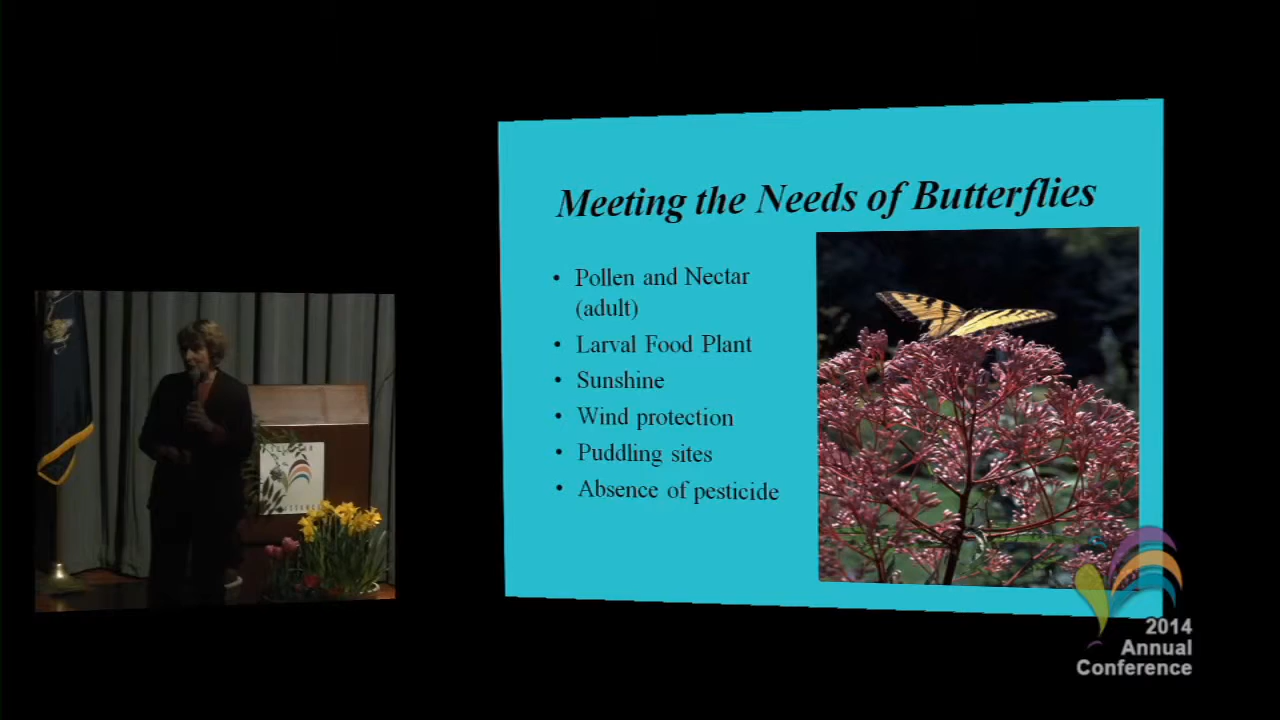 Meeting the Needs of Butterflies
• Pollen and Nectar
(adult)
• Larval Food Plant
• Sunshine
• Wind protection
• Puddling sites
• Absence of pesticide
2014
Annual
Conference